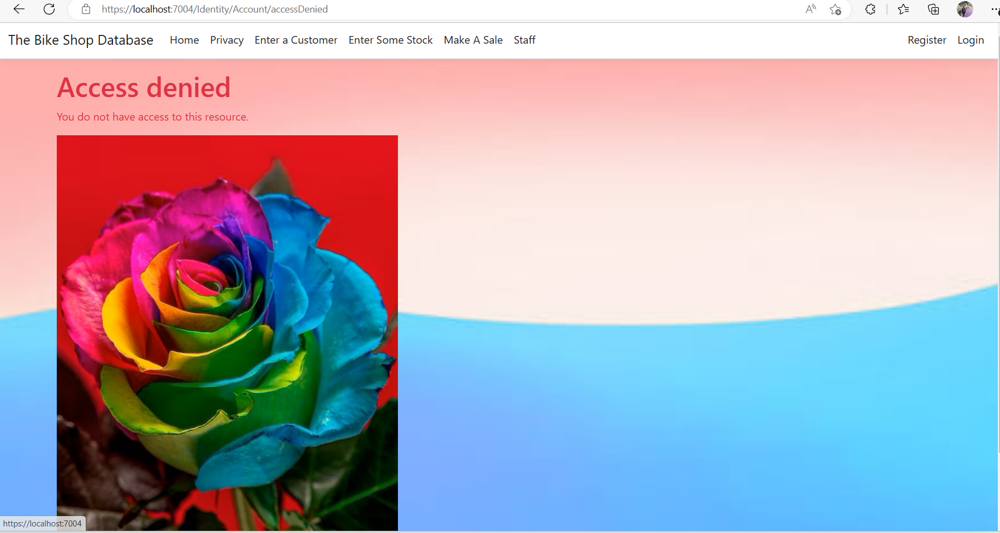 https://localhost:7004/Identity/Account/accessDenied
The Bike Shop Database Home Privacy Enter a Customer Enter Some Stock Make A Sale Staff Register Login
Access denied
You do not have access to this resource.
https://localhost:7004